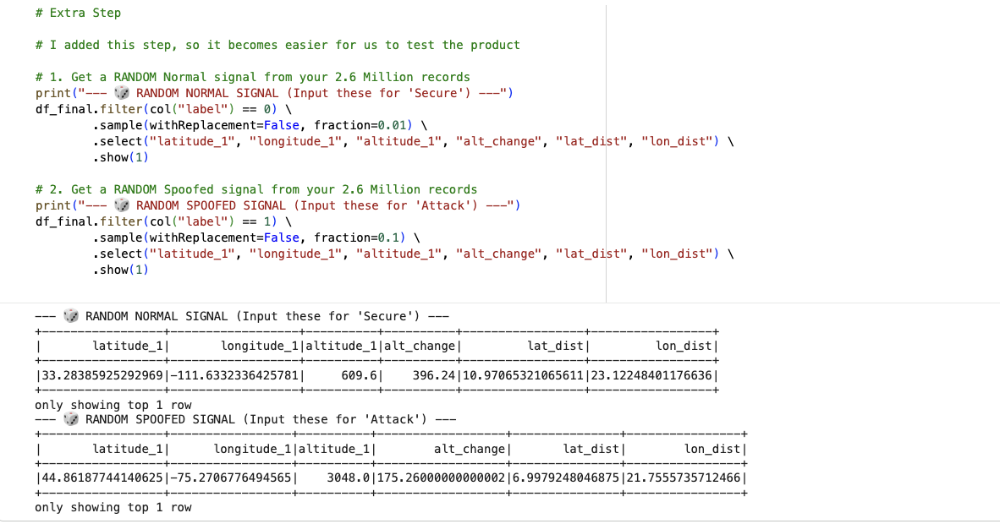 # Extra Step
# I added this step, so it becomes easier for us to test the product
# 1. Get a RANDOM Normal signal from your 2.6 Million records
print("--- 🎲 RANDOM NORMAL SIGNAL (Input these for 'Secure') ---")
df_final.filter(col("label") == 0) \
        .sample(withReplacement=False, fraction=0.01) \
        .select("latitude_1", "longitude_1", "altitude_1", "alt_change", "lat_dist", "lon_dist") \
        .show(1)
# 2. Get a RANDOM Spoofed signal from your 2.6 Million records
print("--- 🎲 RANDOM SPOOFED SIGNAL (Input these for 'Attack') ---")
df_final.filter(col("label") == 1) \
        .sample(withReplacement=False, fraction=0.1) \
        .select("latitude_1", "longitude_1", "altitude_1", "alt_change", "lat_dist", "lon_dist") \
        .show(1)
--- 🎲 RANDOM NORMAL SIGNAL (Input these for 'Secure') ---
+-----------------+------------------+----------+----------+-----------------+-----------------+
|       latitude_1|       longitude_1|altitude_1|alt_change|         lat_dist|         lon_dist|
+-----------------+------------------+----------+----------+-----------------+-----------------+
|33.28385925292969|-111.6332336425781|     609.6|    396.24|10.97065321065611|23.12248401176636|
+-----------------+------------------+----------+----------+-----------------+-----------------+
only showing top 1 row
--- 🎲 RANDOM SPOOFED SIGNAL (Input these for 'Attack') ---
+-----------------+-----------------+----------+------------------+---------------+----------------+
|       latitude_1|      longitude_1|altitude_1|        alt_change|       lat_dist|        lon_dist|
+-----------------+-----------------+----------+------------------+---------------+----------------+
|44.86187744140625|-75.2706776494565|    3048.0|175.26000000000002|6.9979248046875|21.7555735712466|
+-----------------+-----------------+----------+------------------+---------------+----------------+
only showing top 1 row